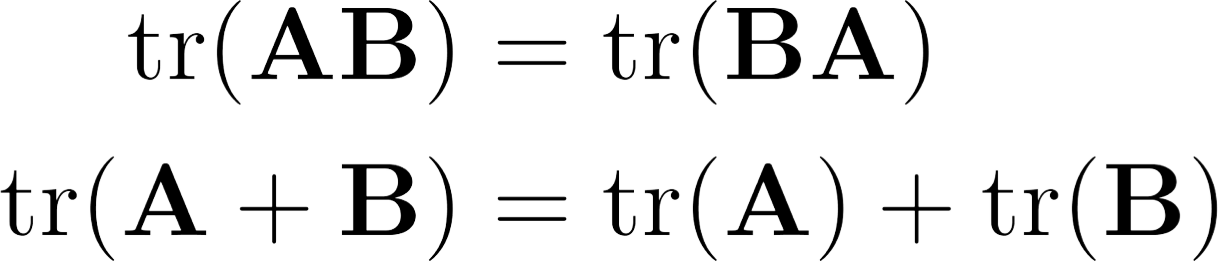 tr(AB) = tr(BA)
tr(A + B) = tr(A) + tr(B)